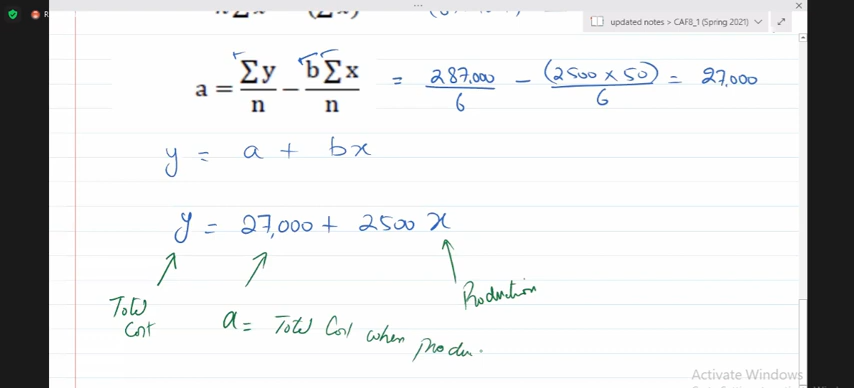 updated notes > CAF8_1 (Spring 2021)
a = Σy/n − bΣx/n = 287,000/6 − (2500 x 50)/6 = 27,000
y = a + bx
y = 27,000 + 2500 x
Total Cost
Production
a = Total Cost when produ
Activate Windows